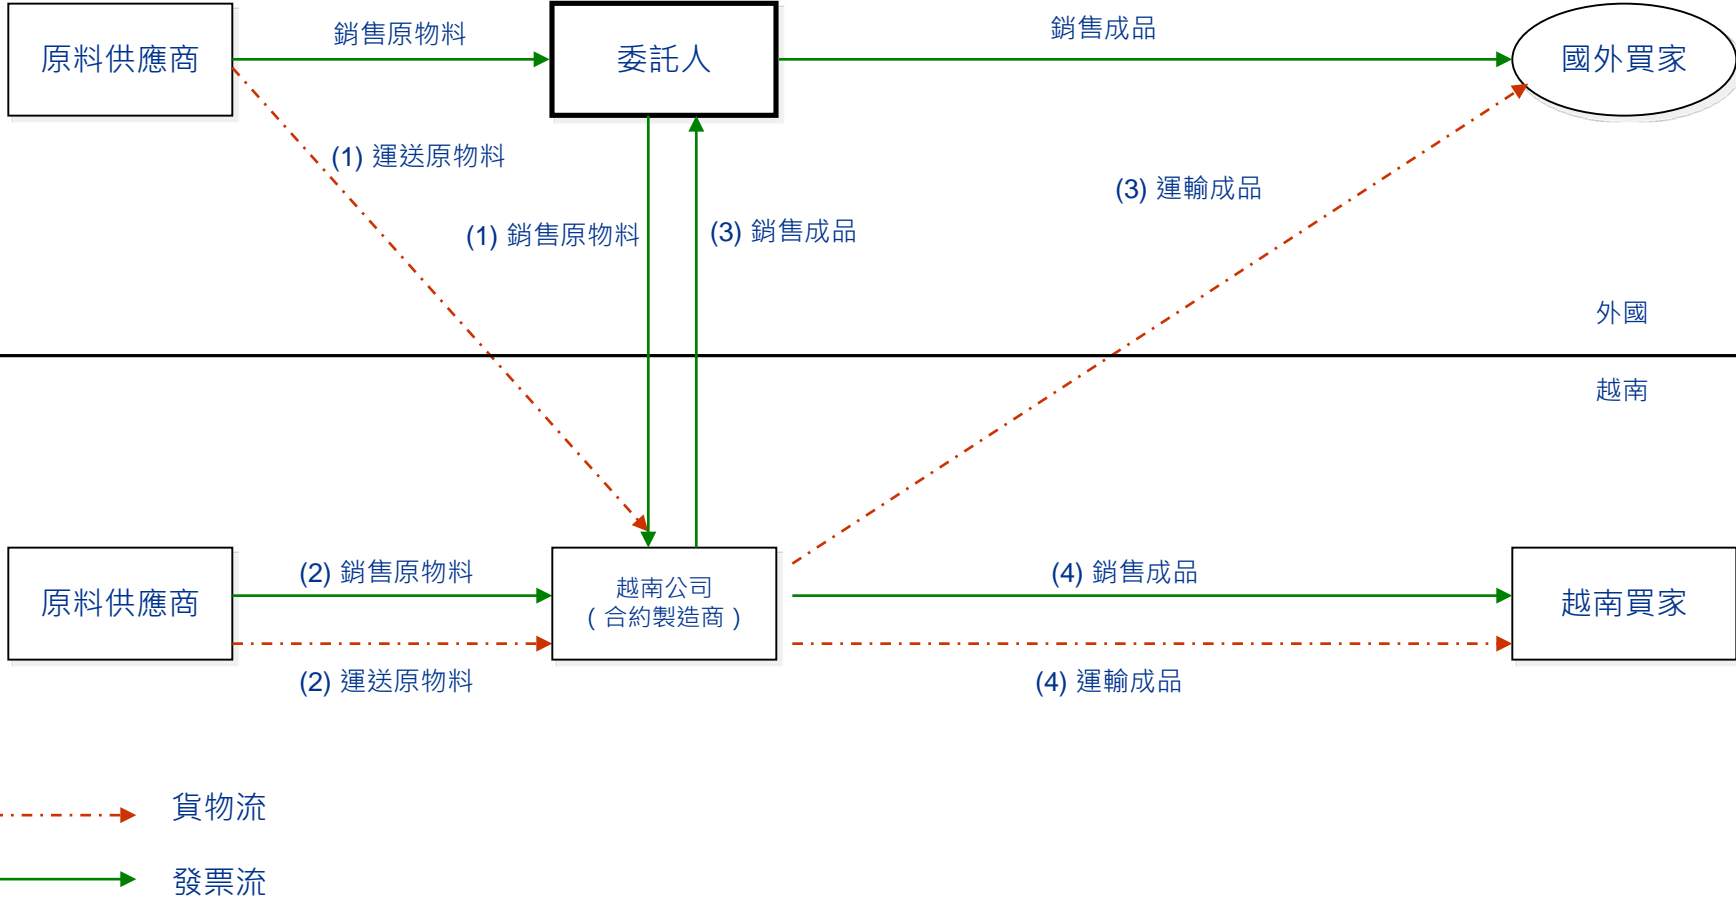 原料供應商
銷售原物料
委託人
銷售成品
國外買家
(1) 運送原物料
(3) 運輸成品
(1) 銷售原物料
(3) 銷售成品
外國
越南
原料供應商
(2) 銷售原物料
(2) 運送原物料
越南公司
(合約製造商)
(4) 銷售成品
(4) 運輸成品
越南買家
貨物流
發票流